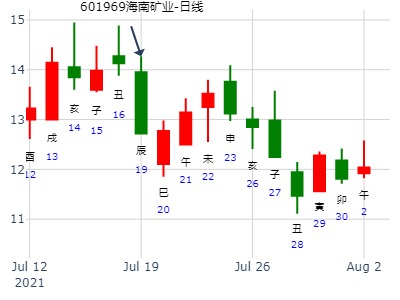 601969海南矿业-日线
15
14
13
12
11
酉
12
戌
13
亥
14
子
15
丑
16
辰
19
巳
20
午
21
未
22
申
23
亥
26
子
27
丑
28
寅
29
卯
30
午
2
Jul 12
2021
Jul 19
Jul 26
Aug 2